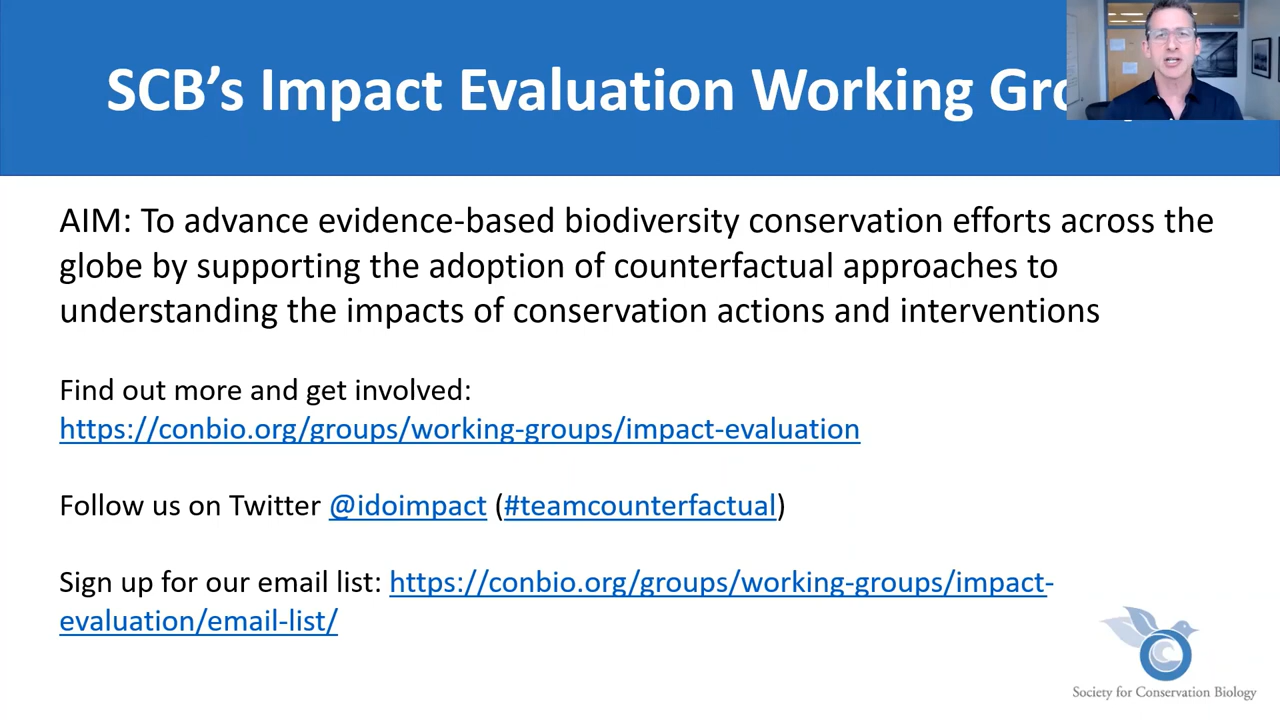 SCB's Impact Evaluation Working Gro
AIM: To advance evidence-based biodiversity conservation efforts across the
globe by supporting the adoption of counterfactual approaches to
understanding the impacts of conservation actions and interventions
Find out more and get involved:
https://conbio.org/groups/working-groups/impact-evaluation
Follow us on Twitter @idoimpact (#teamcounterfactual)
Sign up for our email list: https://conbio.org/groups/working-groups/impact-
evaluation/email-list/
Society for Conservation Biology